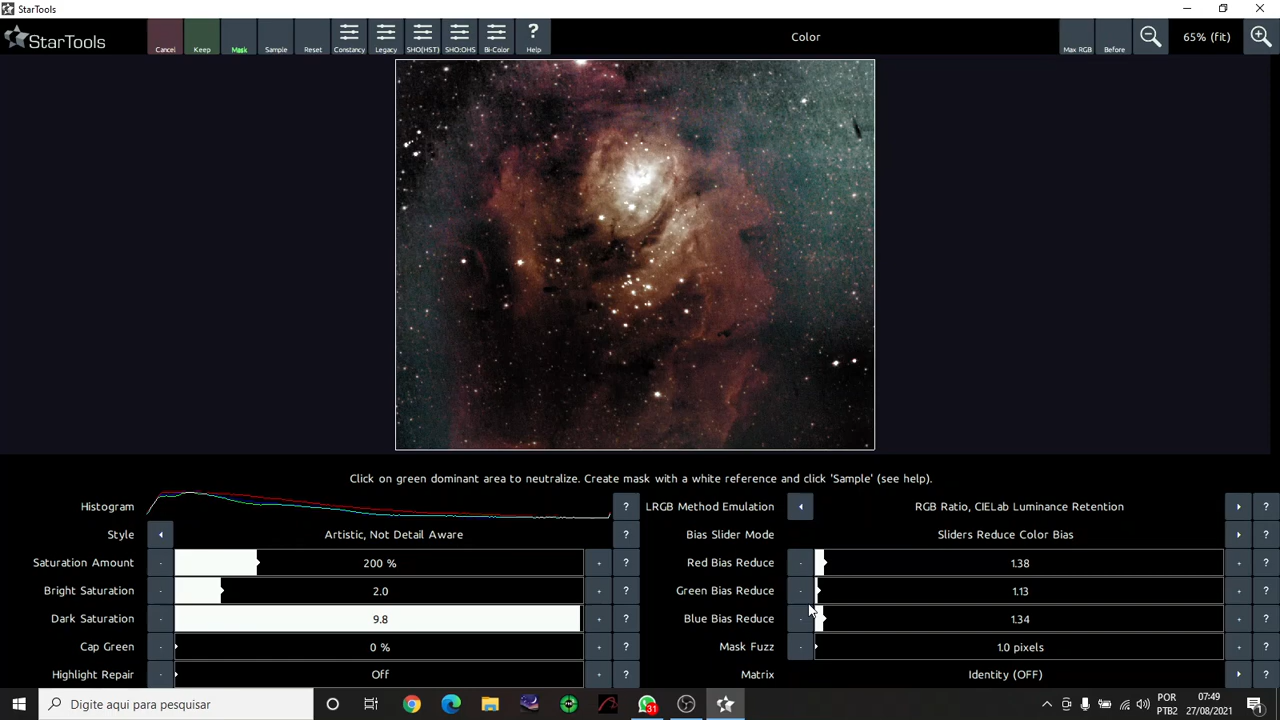 StarTools
StarTools
Cancel
Keep
Mask
Sample
Reset
Constancy
Legacy
SHO(HST)
SHO:OHS
Bi-Color
?
Help
Color
Max RGB
Before
65% (fit)
Click on green dominant area to neutralize. Create mask with a white reference and click 'Sample' (see help).
Histogram ? LRGB Method Emulation RGB Ratio, CIELab Luminance Retention ?
Style Artistic, Not Detail Aware ? Bias Slider Mode Sliders Reduce Color Bias ?
Saturation Amount - 200 % + ? Red Bias Reduce - 1.38 + ?
Bright Saturation - 2.0 + ? Green Bias Reduce - 1.13 + ?
Dark Saturation - 9.8 + ? Blue Bias Reduce - 1.34 + ?
Cap Green - 0 % + ? Mask Fuzz - 1.0 pixels + ?
Highlight Repair Off ? Matrix Identity (OFF) ?
Digite aqui para pesquisar
31
POR
PTB2
07:49
27/08/2021
1